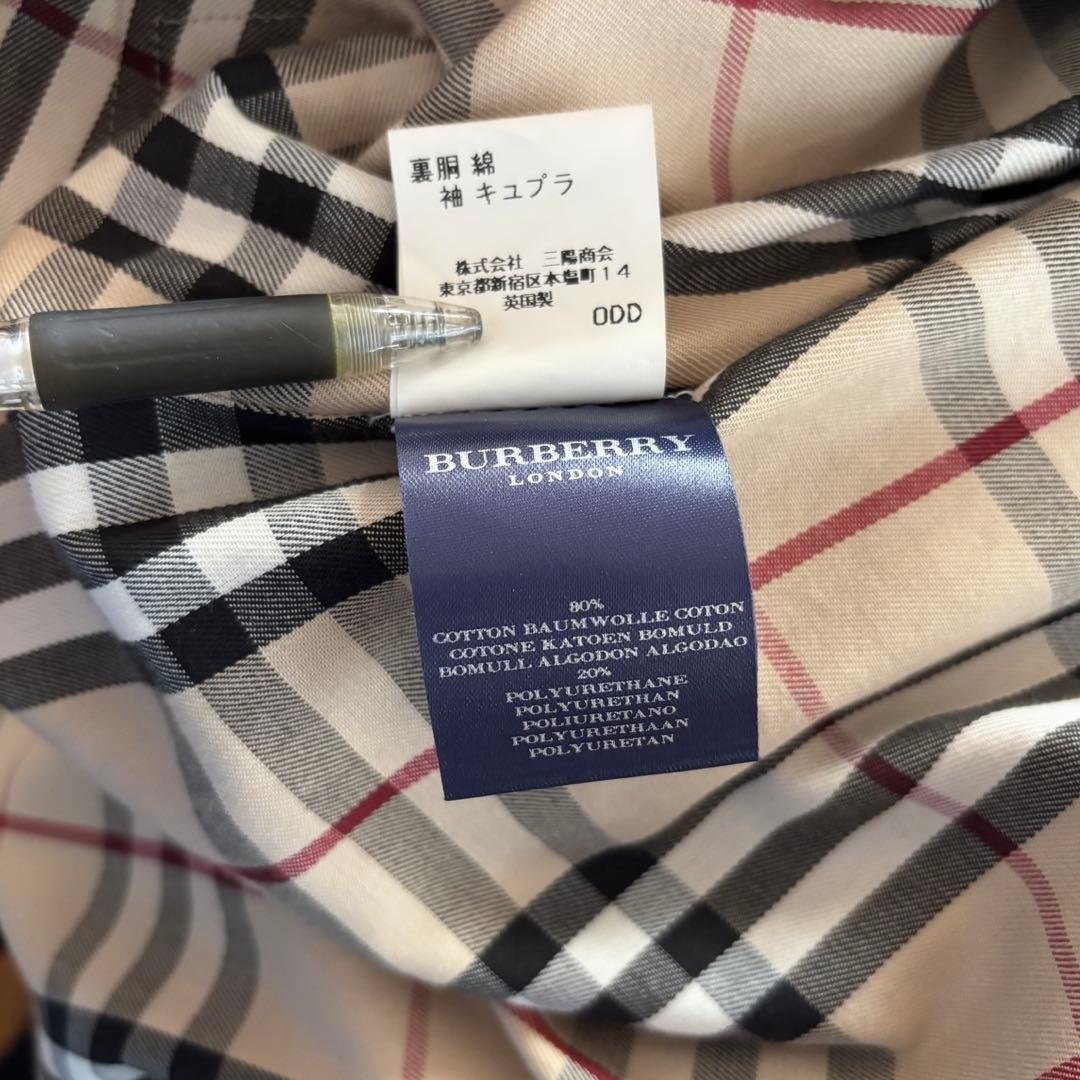 裏胴 綿
袖 キュプラ
株式会社 三陽商会
東京都新宿区本塩町14
英国製
ODD
BURBERRY
LONDON
80%
COTTON BAUMWOLLE COTON
COTONE KATOEN BOMULD
BOMULL ALGODON ALGODAO
20%
POLYURETHANE
POLYURETHAN
POLIURETANO
POLYURETHAAN
POLYURETAN